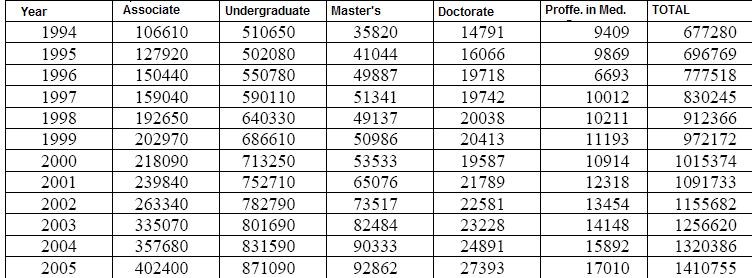 Year Associate Undergraduate Master's Doctorate Proffe. in Med. TOTAL
1994 106610 510650 35820 14791 9409 677280
1995 127920 502080 41044 16066 9869 696769
1996 150440 550780 49887 19718 6693 777518
1997 159040 590110 51341 19742 10012 830245
1998 192650 640330 49137 20038 10211 912366
1999 202970 686610 50986 20413 11193 972172
2000 218090 713250 53533 19587 10914 1015374
2001 239840 752710 65076 21789 12318 1091733
2002 263340 782790 73517 22581 13454 1155682
2003 335070 801690 82484 23228 14148 1256620
2004 357680 831590 90333 24891 15892 1320386
2005 402400 871090 92862 27393 17010 1410755